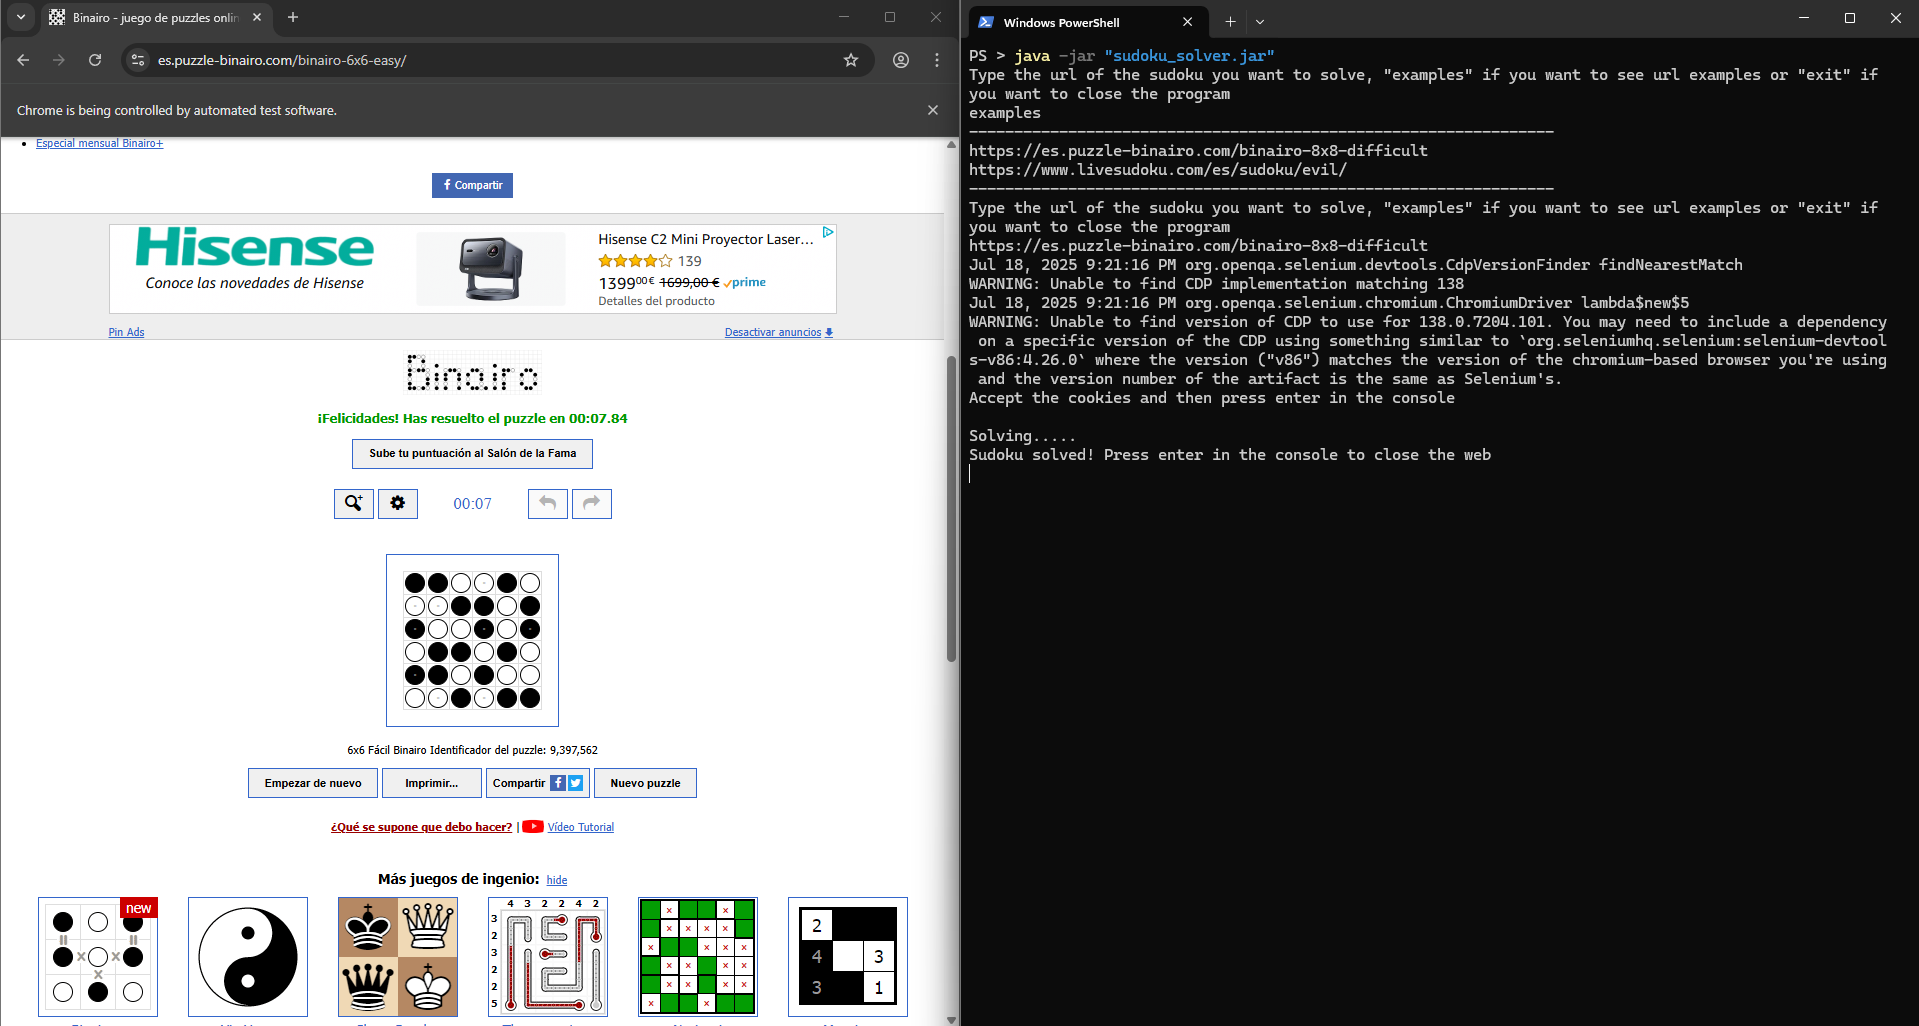 Binairo - juego de puzzles onlin
es.puzzle-binairo.com/binairo-6x6-easy/
Chrome is being controlled by automated test software.
Especial mensual Binairo+
Compartir
Hisense
Conoce las novedades de Hisense
Hisense C2 Mini Proyector Laser...
139
1399,00 € 1699,00 € prime
Detalles del producto
Pin Ads
Desactivar anuncios
Binairo
¡Felicidades! Has resuelto el puzzle en 00:07.84
Sube tu puntuación al Salón de la Fama
00:07
6x6 Fácil Binairo Identificador del puzzle: 9,397,562
Empezar de nuevo
Imprimir...
Compartir
Nuevo puzzle
¿Qué se supone que debo hacer? | Vídeo Tutorial
Más juegos de ingenio: hide
new
4 3 2 2 4 2
3
2
3
2
2
5
2
4 3
3 1
Windows PowerShell
PS > java -jar "sudoku_solver.jar"
Type the url of the sudoku you want to solve, "examples" if you want to see url examples or "exit" if
you want to close the program
examples
-----------------------------------------------------------------
https://es.puzzle-binairo.com/binairo-8x8-difficult
https://www.livesudoku.com/es/sudoku/evil/
-----------------------------------------------------------------
Type the url of the sudoku you want to solve, "examples" if you want to see url examples or "exit" if
you want to close the program
https://es.puzzle-binairo.com/binairo-8x8-difficult
Jul 18, 2025 9:21:16 PM org.openqa.selenium.devtools.CdpVersionFinder findNearestMatch
WARNING: Unable to find CDP implementation matching 138
Jul 18, 2025 9:21:16 PM org.openqa.selenium.chromium.ChromiumDriver lambda$new$5
WARNING: Unable to find version of CDP to use for 138.0.7204.101. You may need to include a dependency
on a specific version of the CDP using something similar to `org.seleniumhq.selenium:selenium-devtool
s-v86:4.26.0` where the version ("v86") matches the version of the chromium-based browser you're using
and the version number of the artifact is the same as Selenium's.
Accept the cookies and then press enter in the console
Solving.....
Sudoku solved! Press enter in the console to close the web